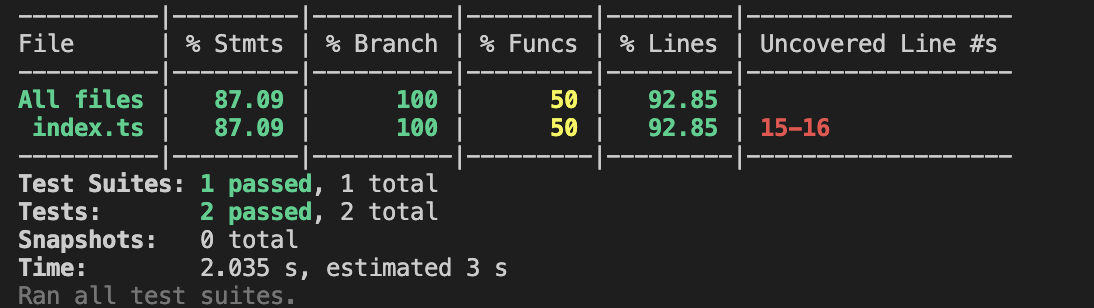 ----------|---------|----------|---------|---------|-------------------
File      | % Stmts | % Branch | % Funcs | % Lines | Uncovered Line #s
----------|---------|----------|---------|---------|-------------------
All files |   87.09 |      100 |      50 |   92.85 |
 index.ts |   87.09 |      100 |      50 |   92.85 | 15-16
----------|---------|----------|---------|---------|-------------------
Test Suites: 1 passed, 1 total
Tests:       2 passed, 2 total
Snapshots:   0 total
Time:        2.035 s, estimated 3 s
Ran all test suites.